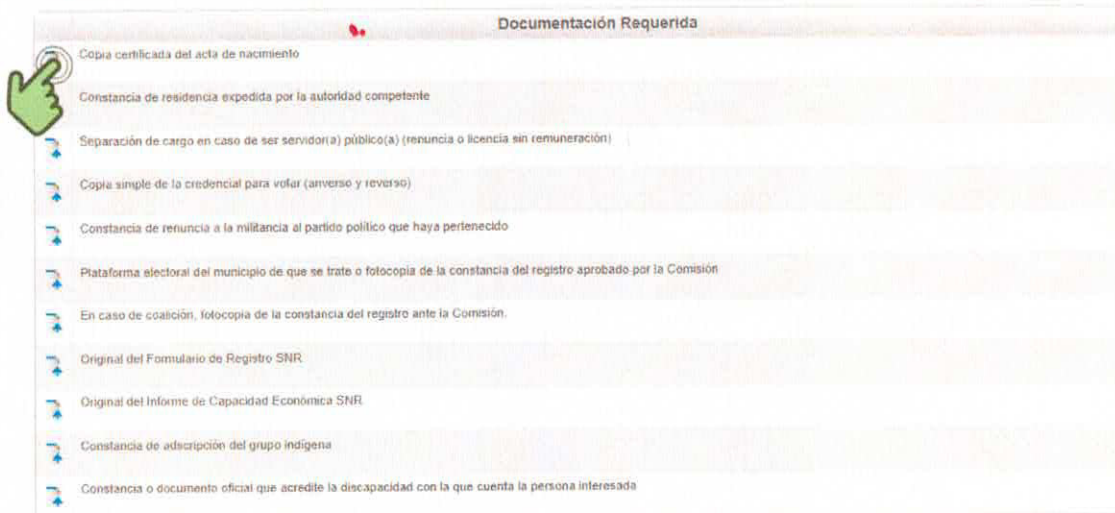 Documentación Requerida
Copia certificada del acta de nacimiento
Constancia de residencia expedida por la autoridad competente
Separación de cargo en caso de ser servidor(a) público(a) (renuncia o licencia sin remuneración)
Copia simple de la credencial para votar (anverso y reverso)
Constancia de renuncia a la militancia al partido político que haya pertenecido
Plataforma electoral del municipio de que se trate o fotocopia de la constancia del registro aprobado por la Comisión
En caso de coalición, fotocopia de la constancia del registro ante la Comisión.
Original del Formulario de Registro SNR
Original del Informe de Capacidad Económica SNR
Constancia de adscripción del grupo indígena
Constancia o documento oficial que acredite la discapacidad con la que cuenta la persona interesada